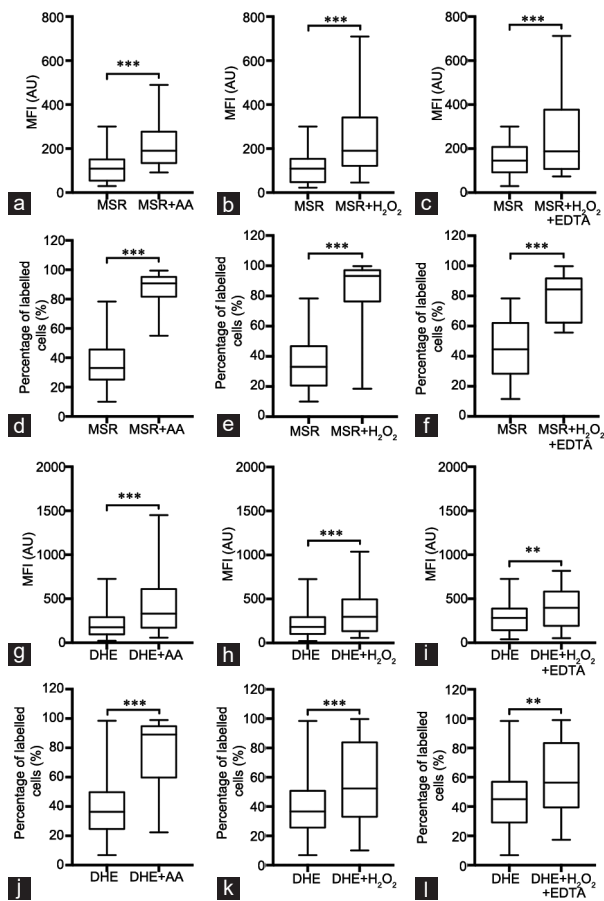 800
600
400
200
0
MFI (AU)
***
MSR
MSR+AA
a
800
600
400
200
0
MFI (AU)
***
MSR
MSR+H₂O₂
b
800
600
400
200
0
MFI (AU)
***
MSR
MSR+H₂O₂
+EDTA
c
120
100
80
60
40
20
0
Percentage of labelled
cells (%)
***
MSR
MSR+AA
d
120
100
80
60
40
20
0
Percentage of labelled
cells (%)
***
MSR
MSR+H₂O₂
e
120
100
80
60
40
20
0
Percentage of labelled
cells (%)
***
MSR
MSR+H₂O₂
+EDTA
f
2000
1500
1000
500
0
MFI (AU)
***
DHE
DHE+AA
g
2000
1500
1000
500
0
MFI (AU)
***
DHE
DHE+H₂O₂
h
2000
1500
1000
500
0
MFI (AU)
**
DHE
DHE+H₂O₂
+EDTA
i
120
100
80
60
40
20
0
Percentage of labelled
cells (%)
***
DHE
DHE+AA
j
120
100
80
60
40
20
0
Percentage of labelled
cells (%)
***
DHE
DHE+H₂O₂
k
120
100
80
60
40
20
0
Percentage of labelled
cells (%)
**
DHE
DHE+H₂O₂
+EDTA
l